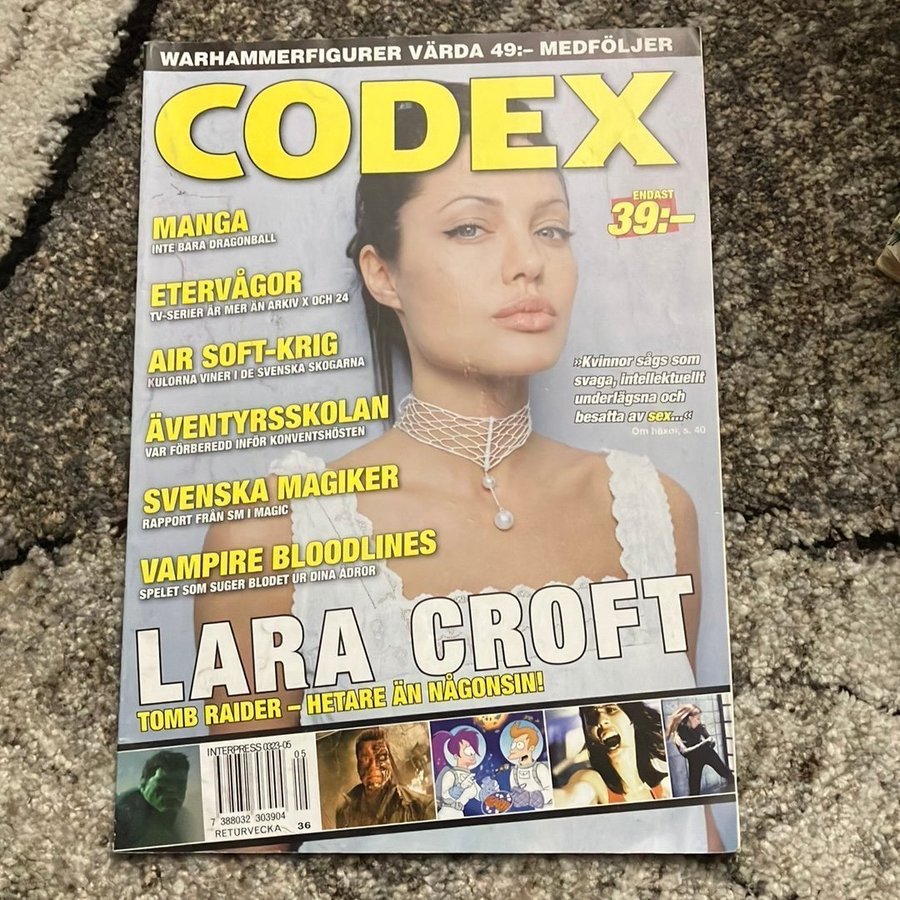 WARHAMMERFIGURER VÄRDA 49:– MEDFÖLJER
CODEX
ENDAST
39:–
MANGA
INTE BARA DRAGONBALL
ETERVÅGOR
TV-SERIER ÄR MER ÄN ARKIV X OCH 24
AIR SOFT-KRIG
KULORNA VINER I DE SVENSKA SKOGARNA
ÄVENTYRSSKOLAN
VAR FÖRBEREDD INFÖR KONVENTSHÖSTEN
SVENSKA MAGIKER
RAPPORT FRÅN SM I MAGIC
VAMPIRE BLOODLINES
SPELET SOM SUGER BLODET UR DINA ÅDROR
»Kvinnor sågs som
svaga, intellektuellt
underlägsna och
besatta av sex...«
Om häxor, s. 40
LARA CROFT
TOMB RAIDER – HETARE ÄN NÅGONSIN!
INTERPRESS 0323-05
05
7 388032 303904
RETURVECKA 36